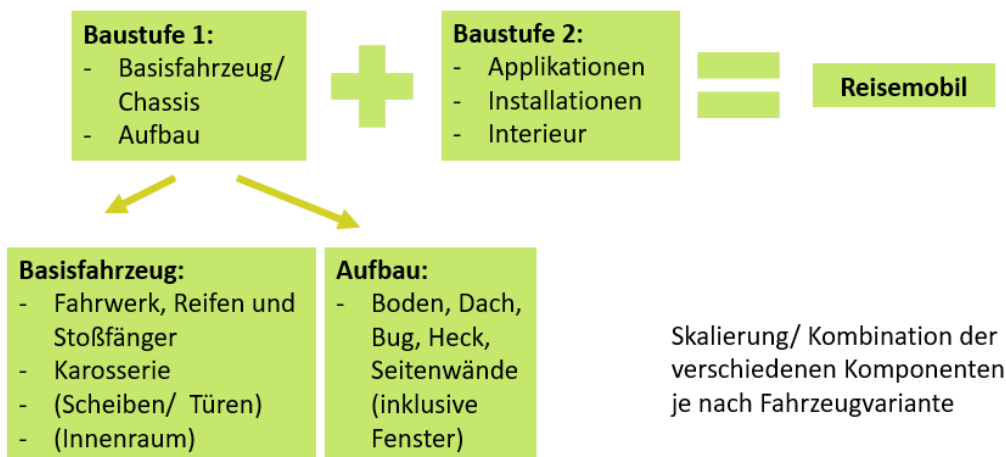 Baustufe 1:
- Basisfahrzeug/
Chassis
- Aufbau
Baustufe 2:
- Applikationen
- Installationen
- Interieur
Reisemobil
Basisfahrzeug:
- Fahrwerk, Reifen und
Stoßfänger
- Karosserie
- (Scheiben/ Türen)
- (Innenraum)
Aufbau:
- Boden, Dach,
Bug, Heck,
Seitenwände
(inklusive
Fenster)
Skalierung/ Kombination der
verschiedenen Komponenten
je nach Fahrzeugvariante